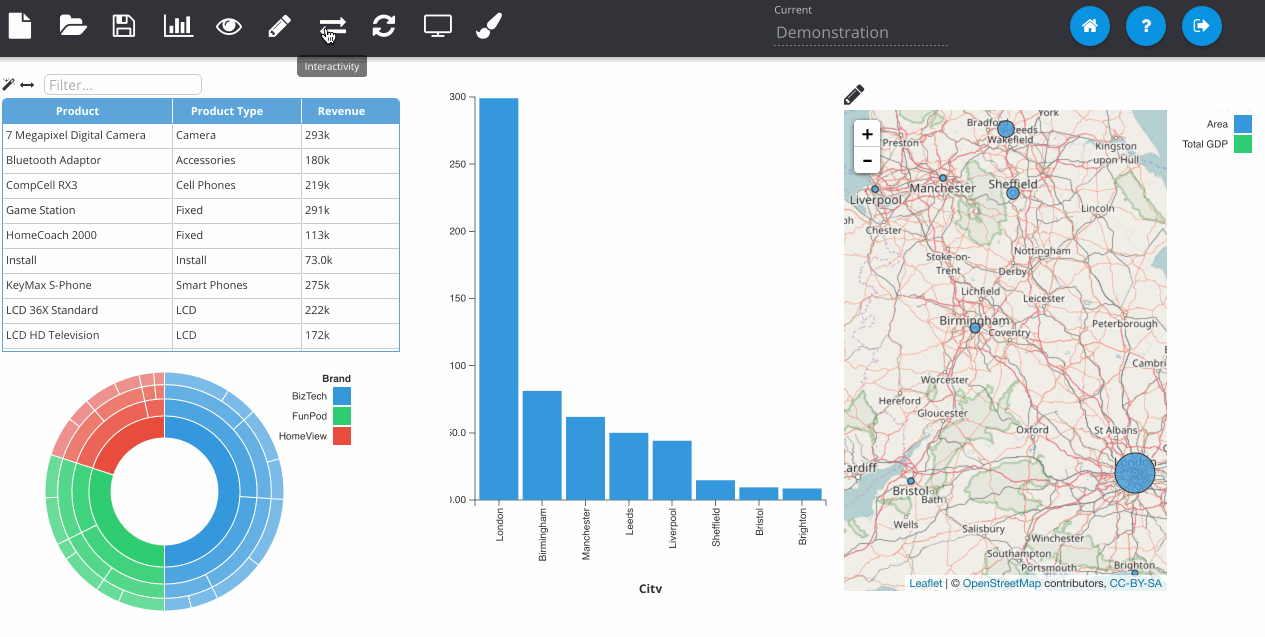 Current
Demonstration
?
Interactivity
Filter...
Product Product Type Revenue
7 Megapixel Digital Camera Camera 293k
Bluetooth Adaptor Accessories 180k
CompCell RX3 Cell Phones 219k
Game Station Fixed 291k
HomeCoach 2000 Fixed 113k
Install Install 73.0k
KeyMax S-Phone Smart Phones 275k
LCD 36X Standard LCD 222k
LCD HD Television LCD 172k
Brand
BizTech
FunPod
HomeView
300
250
200
150
100
50.0
0.00
London
Birmingham
Manchester
Leeds
Liverpool
Sheffield
Bristol
Brighton
City
+
−
York
Bradford
Leeds
Preston
Wakefield
Kingston
upon Hull
Manchester
Sheffield
Liverpool
Lincoln
Chester
Nottingham
Stoke-on-
Trent
Derby
Lichfield
Leicester
Birmingham
Peterborough
Coventry
Cambri
Worcester
Hereford
Gloucester
Oxford
St Albans
London
ardiff
Bristol
Bath
Wells
Salisbury
Winchester
Southampton
Portsmouth
Brighton
Leaflet | © OpenStreetMap contributors, CC-BY-SA
Area
Total GDP